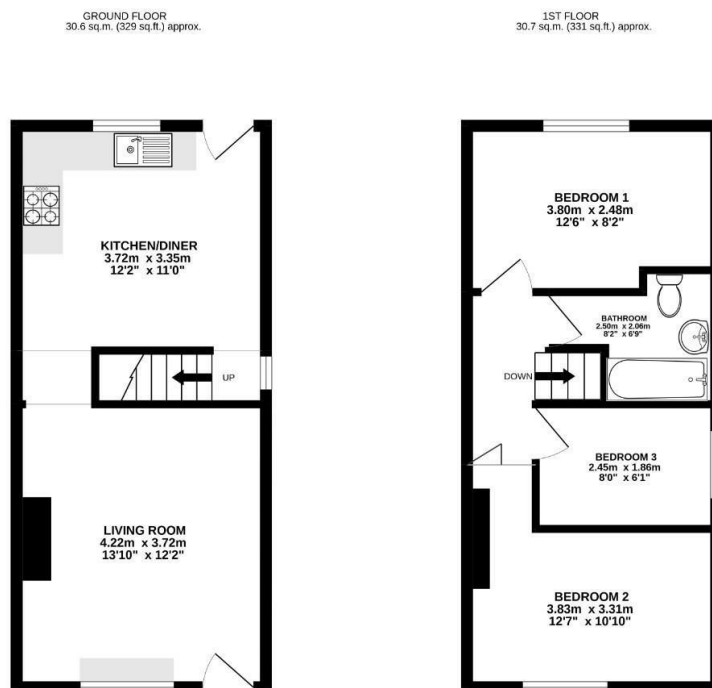 GROUND FLOOR
30.6 sq.m. (329 sq.ft.) approx.
1ST FLOOR
30.7 sq.m. (331 sq.ft.) approx.
KITCHEN/DINER
3.72m x 3.35m
12'2" x 11'0"
UP
LIVING ROOM
4.22m x 3.72m
13'10" x 12'2"
BEDROOM 1
3.80m x 2.48m
12'6" x 8'2"
BATHROOM
2.50m x 2.06m
8'2" x 6'9"
DOWN
BEDROOM 3
2.45m x 1.86m
8'0" x 6'1"
BEDROOM 2
3.83m x 3.31m
12'7" x 10'10"